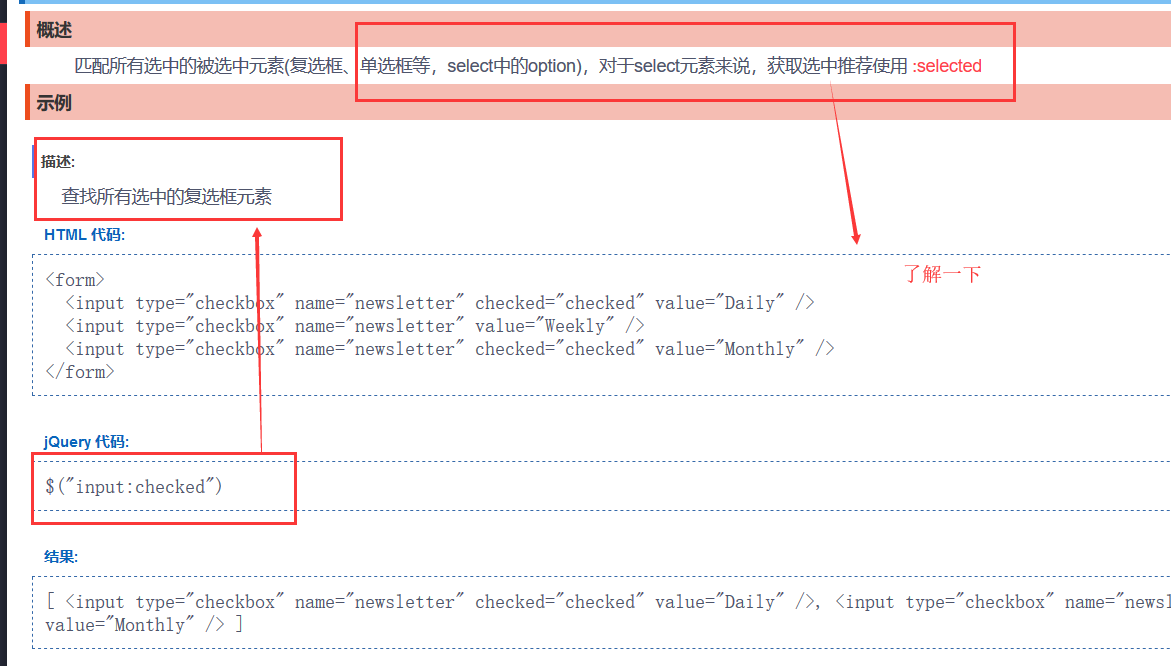 概述
匹配所有选中的被选中元素(复选框、单选框等，select中的option)，对于select元素来说，获取选中推荐使用 :selected
示例
描述:
查找所有选中的复选框元素
HTML 代码:
了解一下
<form>
  <input type="checkbox" name="newsletter" checked="checked" value="Daily" />
  <input type="checkbox" name="newsletter" value="Weekly" />
  <input type="checkbox" name="newsletter" checked="checked" value="Monthly" />
</form>
jQuery 代码:
$("input:checked")
结果:
[ <input type="checkbox" name="newsletter" checked="checked" value="Daily" />, <input type="checkbox" name="newsl
value="Monthly" /> ]